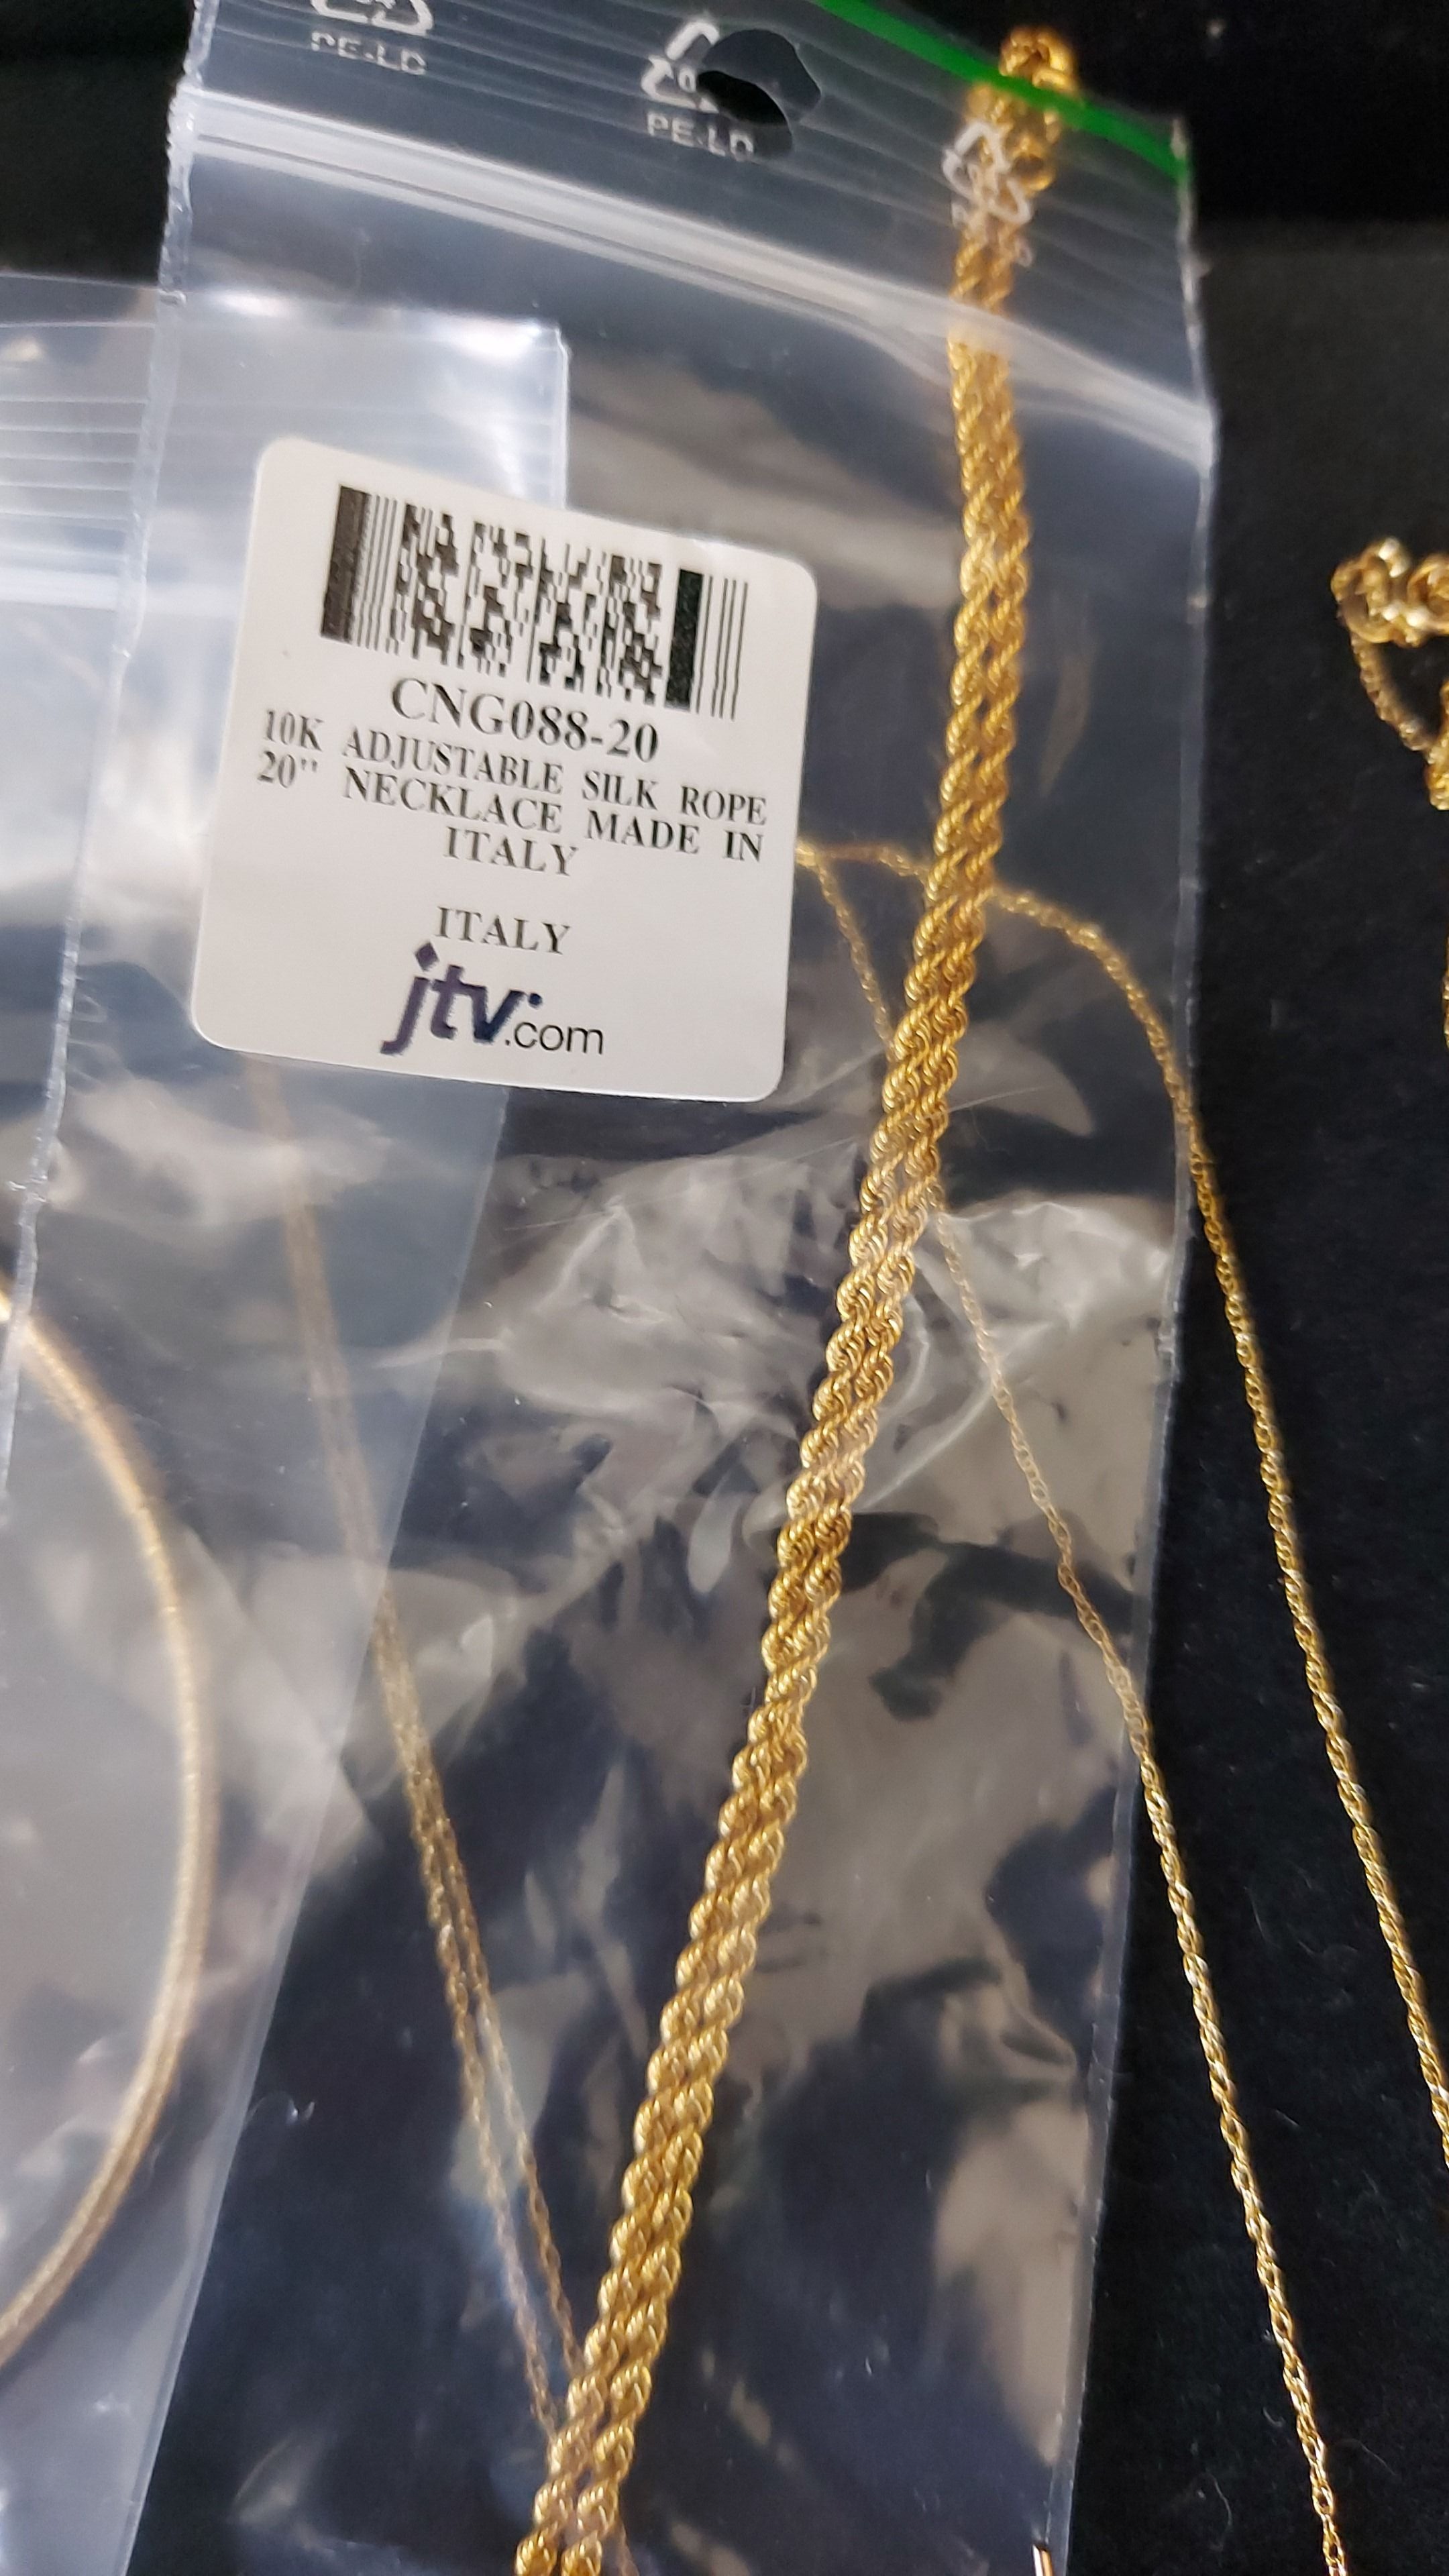 PE-LD
PE-LD
CNG088-20
10K ADJUSTABLE SILK ROPE
20" NECKLACE MADE IN
ITALY
ITALY
jtv.com